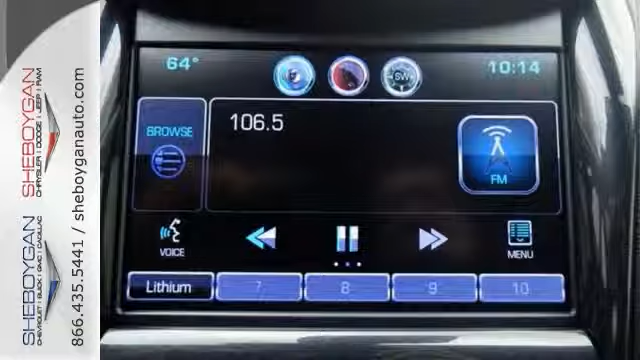 64°
SW
10:14
BROWSE
106.5
FM
VOICE
MENU
Lithium
7
8
9
10
SHEBOYGAN
CHRYSLER | DODGE | JEEP | RAM
SHEBOYGAN
CHEVROLET | BUICK | GMC | CADILLAC
866.435.5441 / sheboyganauto.com